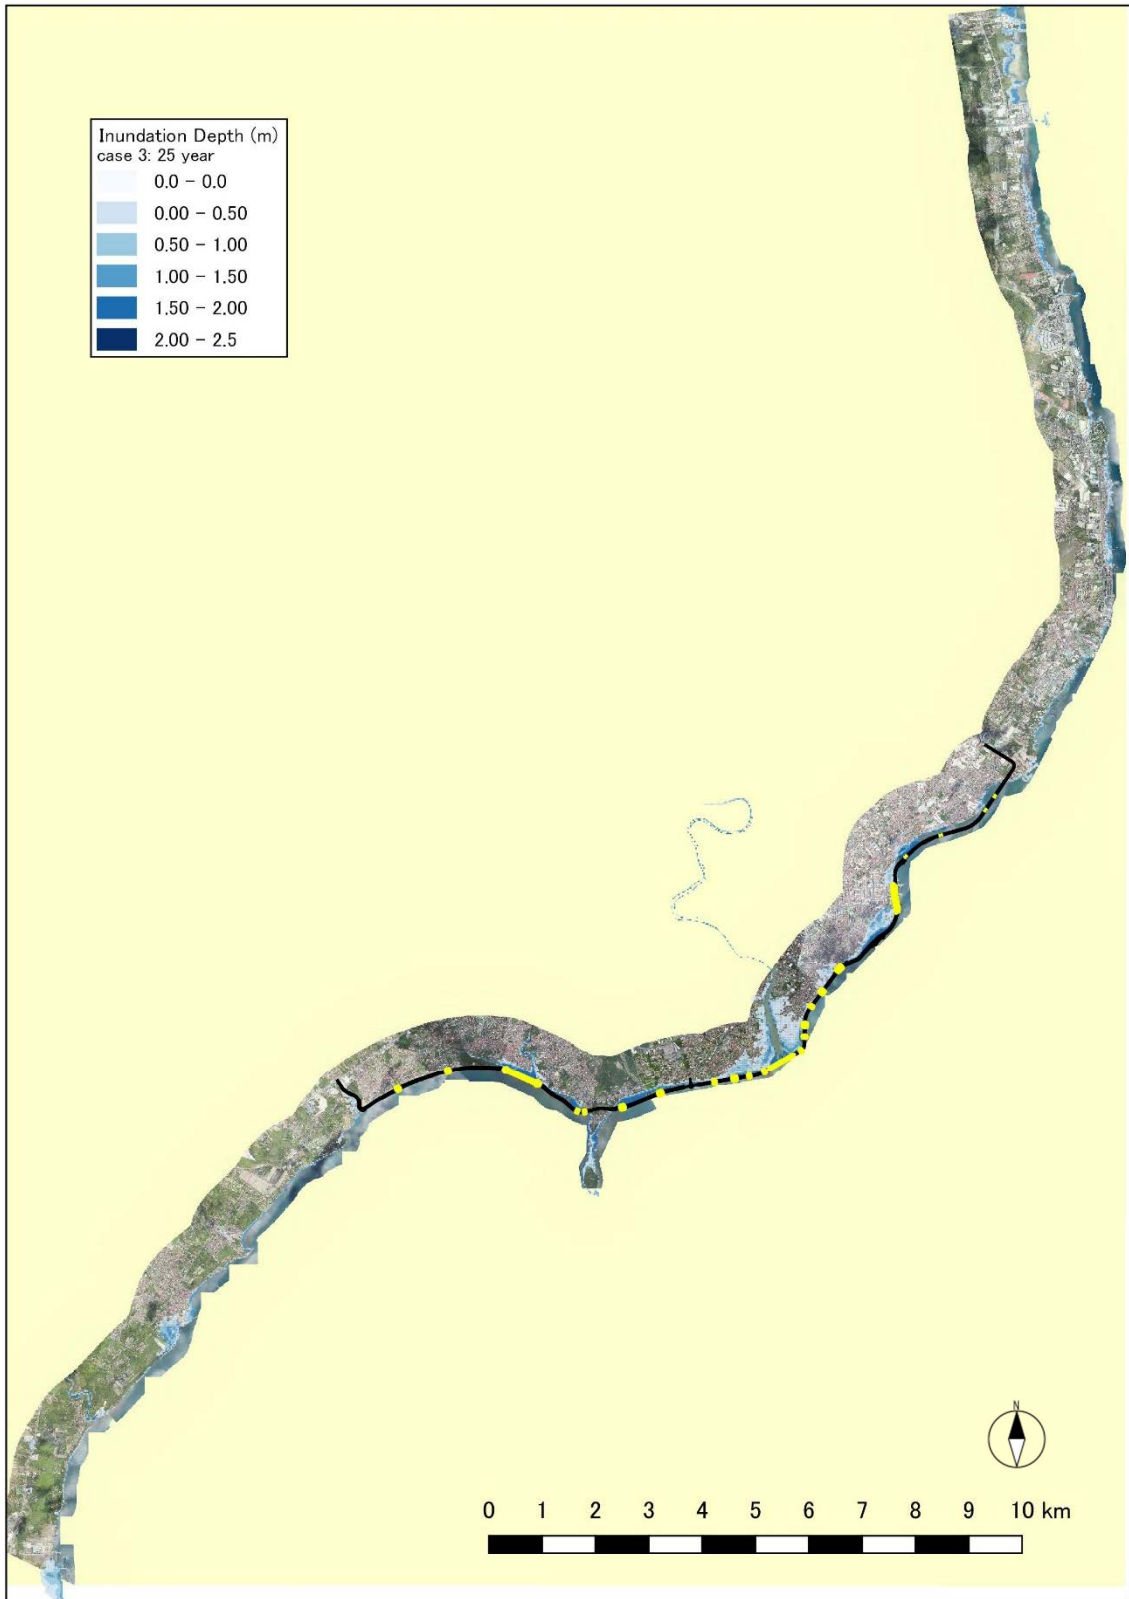 Inundation Depth (m)
case 3: 25 year
0.0 - 0.0
0.00 - 0.50
0.50 - 1.00
1.00 - 1.50
1.50 - 2.00
2.00 - 2.5
N
0 1 2 3 4 5 6 7 8 9 10 km